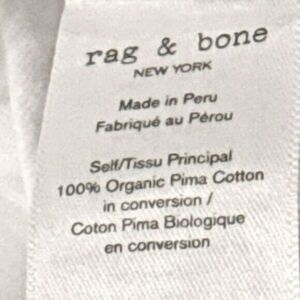 rag & bone
NEW YORK
Made in Peru
Fabriqué au Pérou
Self/Tissu Principal
100% Organic Pima Cotton
in conversion /
Coton Pima Biologique
en conversion